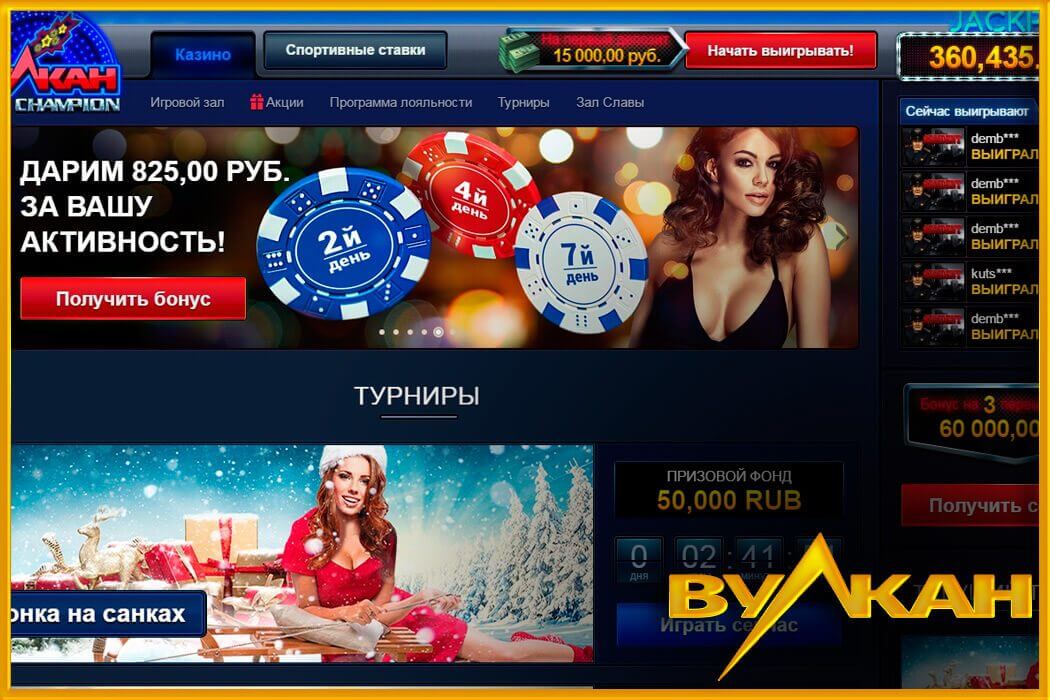 JACKP
ЛКАН
CHAMPION
Казино
Спортивные ставки
На первый депозит
15 000,00 руб.
Начать выигрывать!
360,435.
Игровой зал
Акции
Программа лояльности
Турниры
Зал Славы
Сейчас выигрывают
demb***
ВЫИГРАЛ
demb***
ВЫИГРАЛ
demb***
ВЫИГРАЛ
kuts***
ВЫИГРАЛ
demb***
ВЫИГРАЛ
ДАРИМ 825,00 РУБ.
ЗА ВАШУ
АКТИВНОСТЬ!
Получить бонус
2й
день
4й
день
7й
день
Бонус на 3
60 000,00
Получить с
ТУРНИРЫ
ПРИЗОВОЙ ФОНД
50,000 RUB
0
дня
02 : 41 :
онка на санках
Играть сейчас
ВУЛКАН